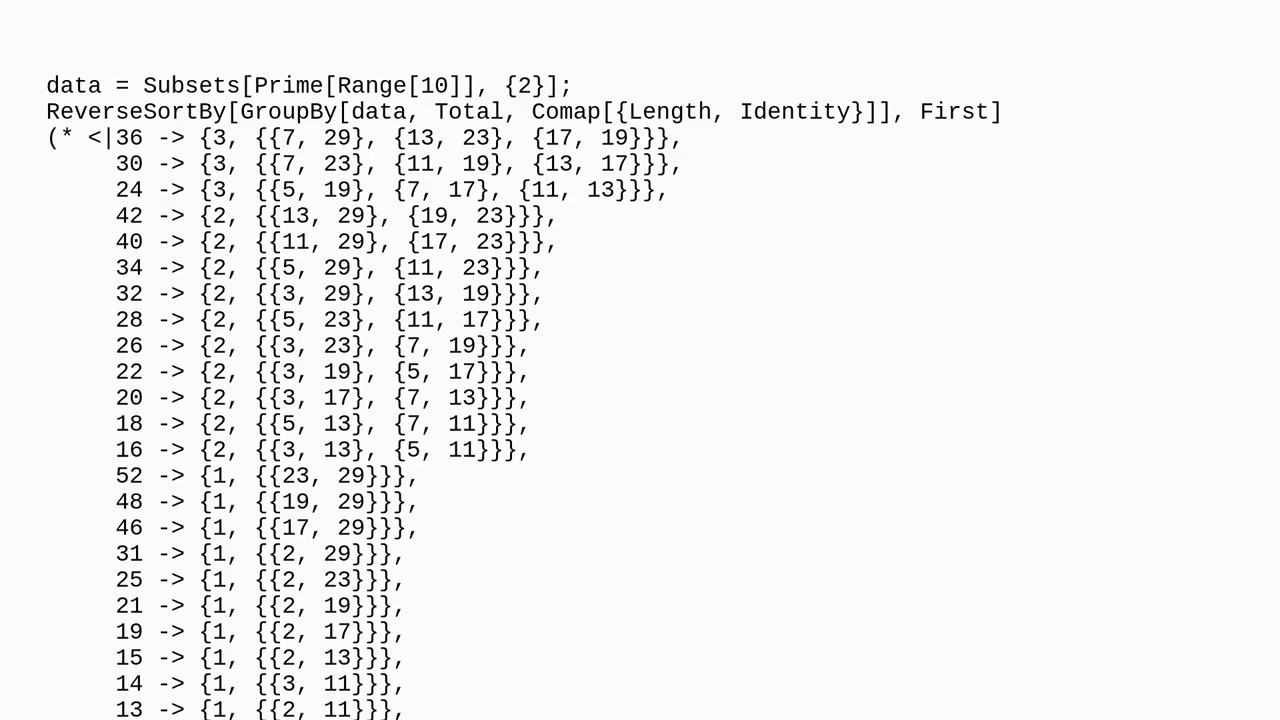 data = Subsets[Prime[Range[10]], {2}];
ReverseSortBy[GroupBy[data, Total, Comap[{Length, Identity}]], First]
(* <|36 -> {3, {{7, 29}, {13, 23}, {17, 19}}},
30 -> {3, {{7, 23}, {11, 19}, {13, 17}}},
24 -> {3, {{5, 19}, {7, 17}, {11, 13}}},
42 -> {2, {{13, 29}, {19, 23}}},
40 -> {2, {{11, 29}, {17, 23}}},
34 -> {2, {{5, 29}, {11, 23}}},
32 -> {2, {{3, 29}, {13, 19}}},
28 -> {2, {{5, 23}, {11, 17}}},
26 -> {2, {{3, 23}, {7, 19}}},
22 -> {2, {{3, 19}, {5, 17}}},
20 -> {2, {{3, 17}, {7, 13}}},
18 -> {2, {{5, 13}, {7, 11}}},
16 -> {2, {{3, 13}, {5, 11}}},
52 -> {1, {{23, 29}}},
48 -> {1, {{19, 29}}},
46 -> {1, {{17, 29}}},
31 -> {1, {{2, 29}}},
25 -> {1, {{2, 23}}},
21 -> {1, {{2, 19}}},
19 -> {1, {{2, 17}}},
15 -> {1, {{2, 13}}},
14 -> {1, {{3, 11}}},
13 -> {1, {{2, 11}}},